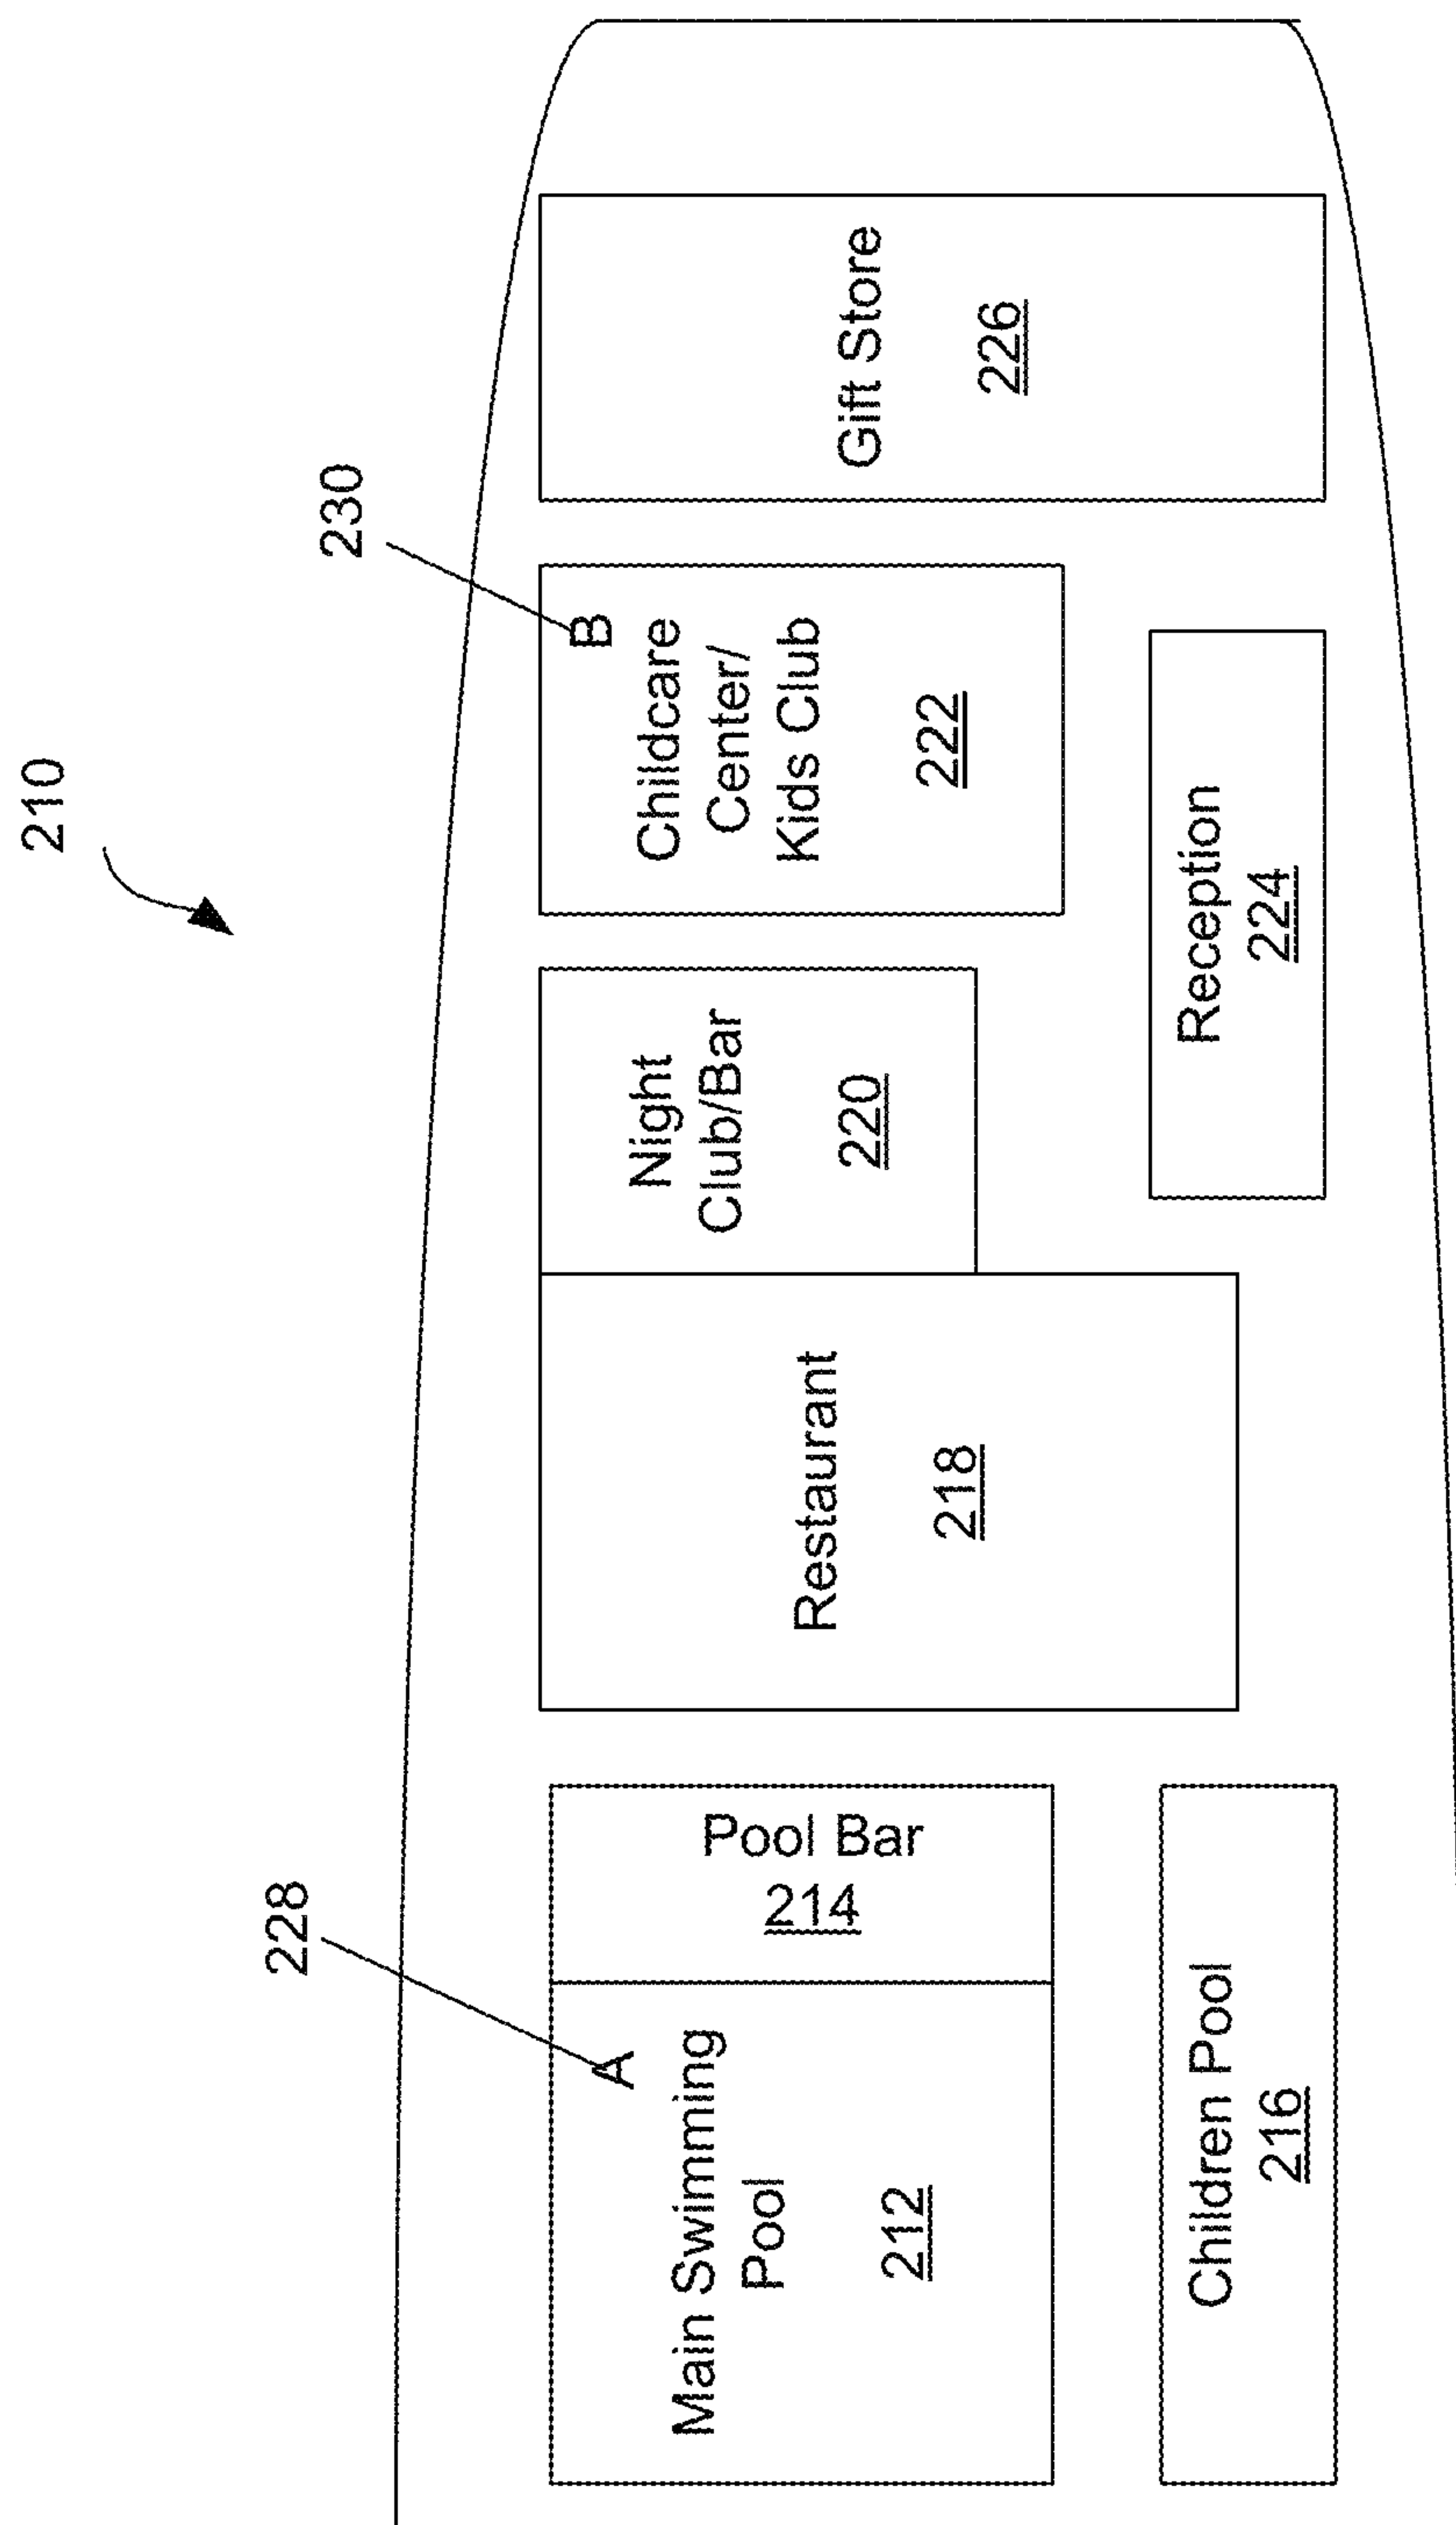 210
228
230
A
Main Swimming
Pool
212
Pool Bar
214
Children Pool
216
Restaurant
218
Night
Club/Bar
220
B
Childcare
Center/
Kids Club
222
Reception
224
Gift Store
226